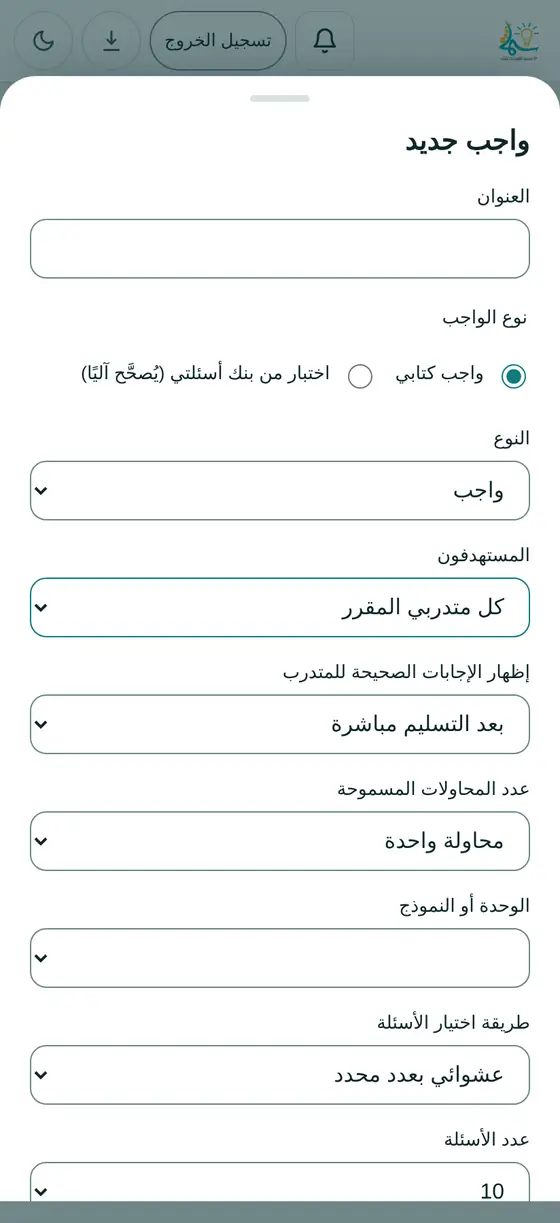 تسجيل الخروج
واجب جديد
العنوان
نوع الواجب
واجب كتابي
اختبار من بنك أسئلتي (يُصحَّح آليًا)
النوع
واجب
المستهدفون
كل متدربي المقرر
إظهار الإجابات الصحيحة للمتدرب
بعد التسليم مباشرة
عدد المحاولات المسموحة
محاولة واحدة
الوحدة أو النموذج
طريقة اختيار الأسئلة
عشوائي بعدد محدد
عدد الأسئلة
10